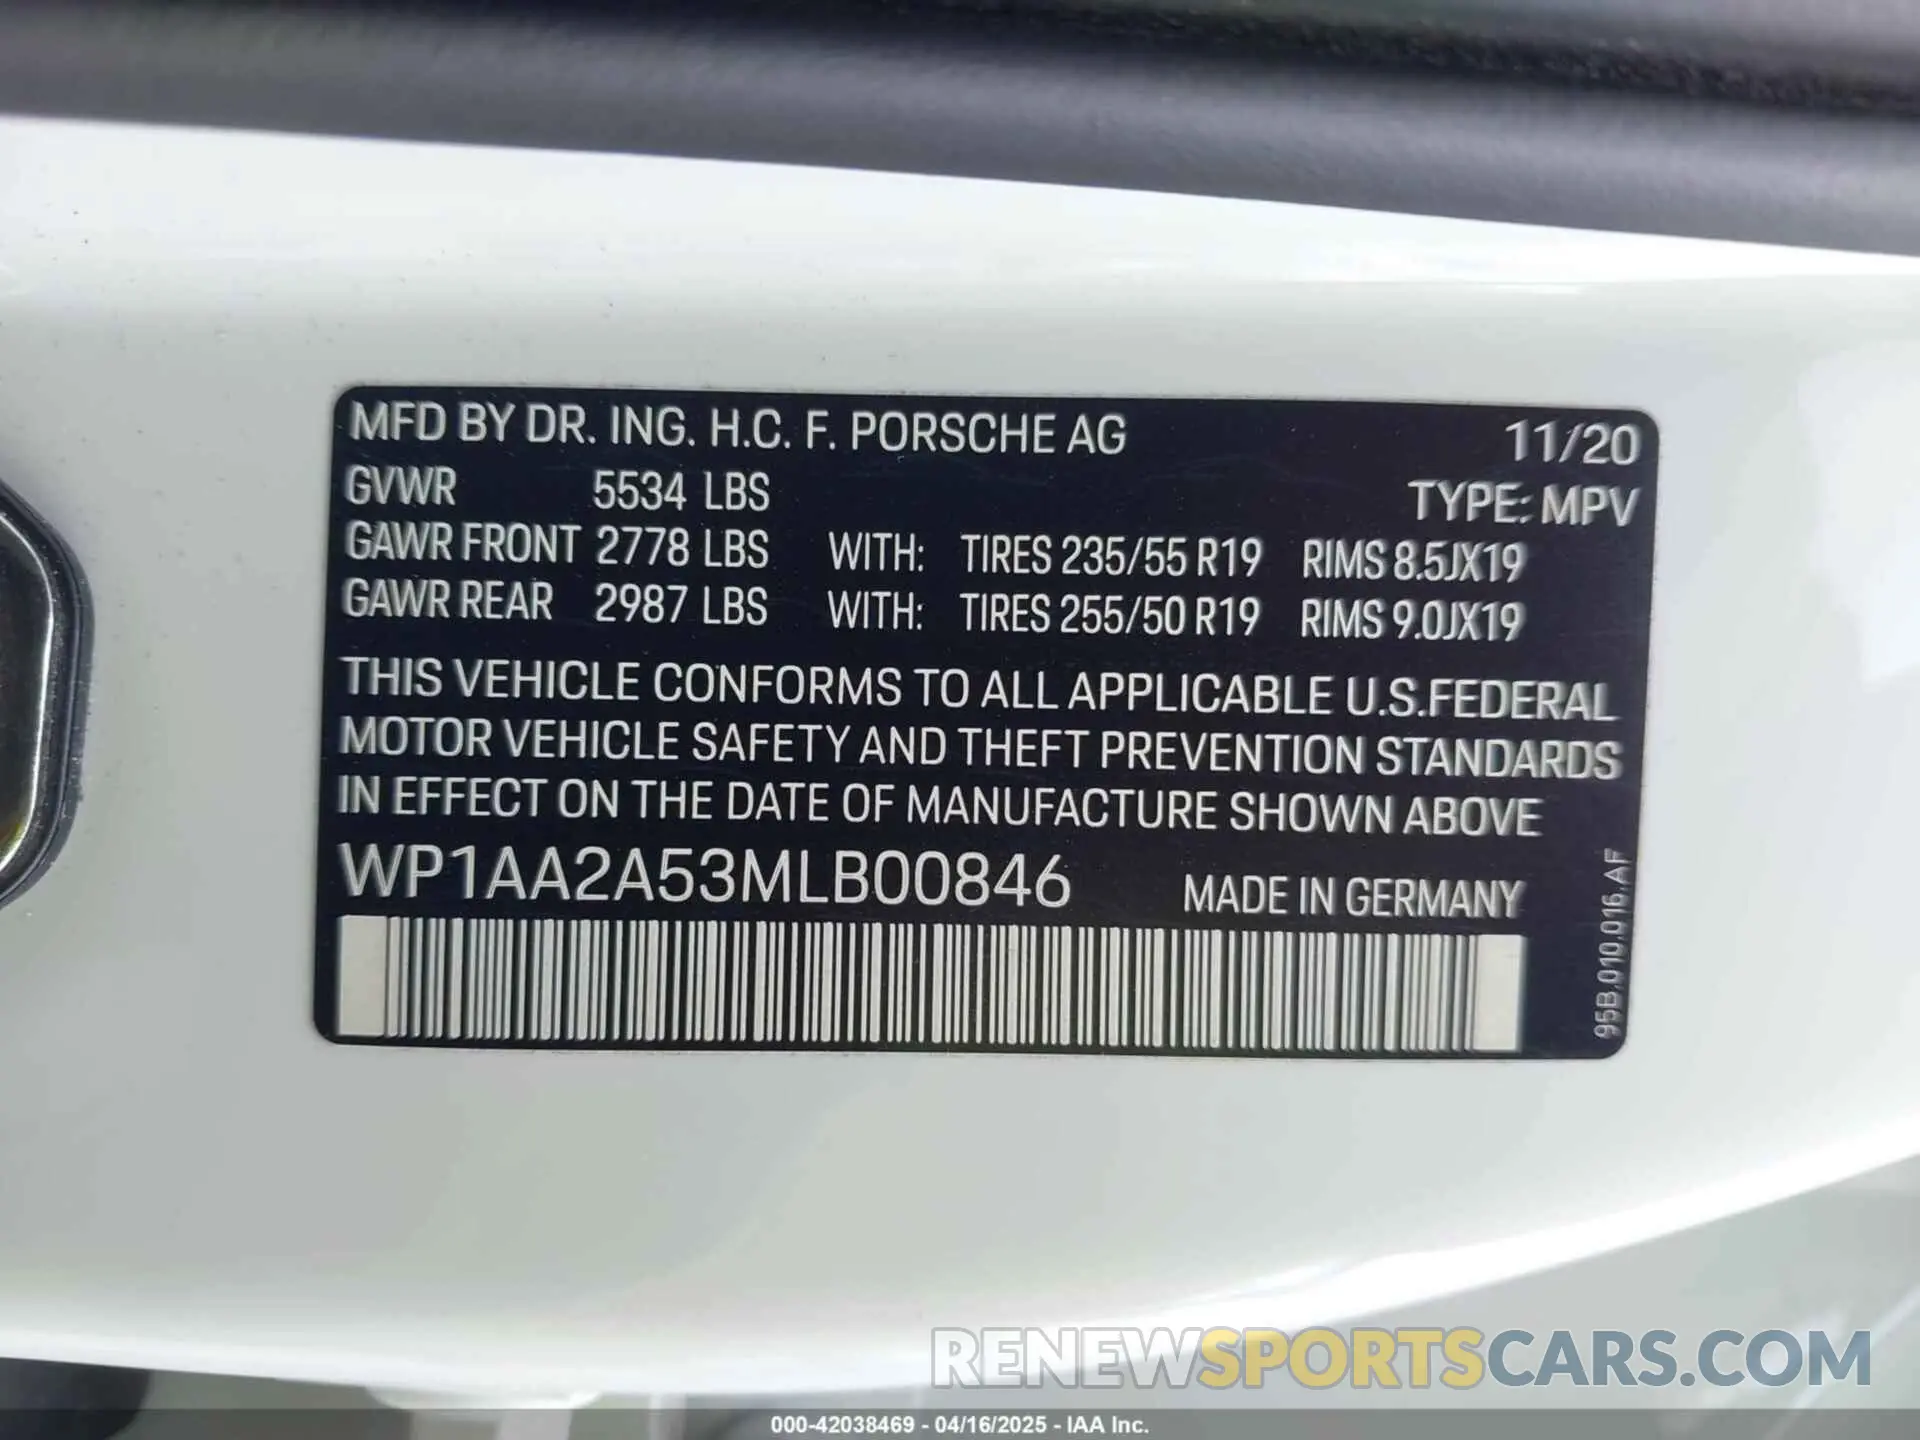 MFD BY DR. ING. H.C. F. PORSCHE AG 11/20
GVWR 5534 LBS TYPE: MPV
GAWR FRONT 2778 LBS WITH: TIRES 235/55 R19 RIMS 8.5JX19
GAWR REAR 2987 LBS WITH: TIRES 255/50 R19 RIMS 9.0JX19
THIS VEHICLE CONFORMS TO ALL APPLICABLE U.S.FEDERAL
MOTOR VEHICLE SAFETY AND THEFT PREVENTION STANDARDS
IN EFFECT ON THE DATE OF MANUFACTURE SHOWN ABOVE
WP1AA2A53MLB00846 MADE IN GERMANY
95B.010.016.AF
RENEWSPORTSCARS.COM
000-42038469 - 04/16/2025 - IAA Inc.